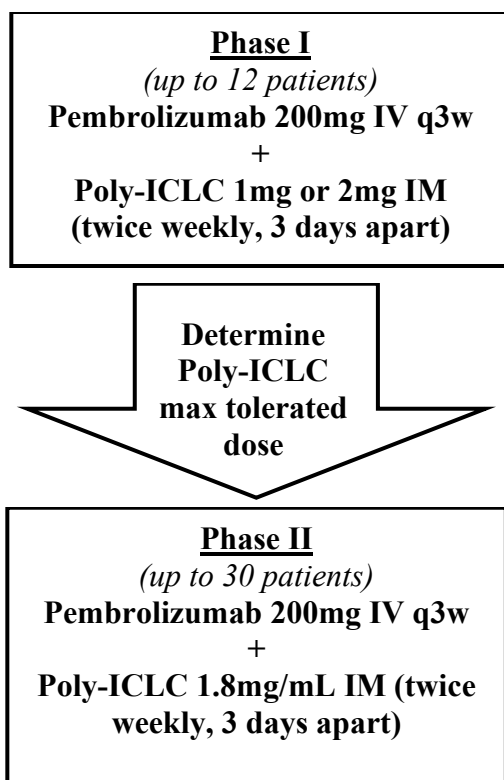 Phase I
(up to 12 patients)
Pembrolizumab 200mg IV q3w
+
Poly-ICLC 1mg or 2mg IM
(twice weekly, 3 days apart)
Determine
Poly-ICLC
max tolerated
dose
Phase II
(up to 30 patients)
Pembrolizumab 200mg IV q3w
+
Poly-ICLC 1.8mg/mL IM (twice
weekly, 3 days apart)